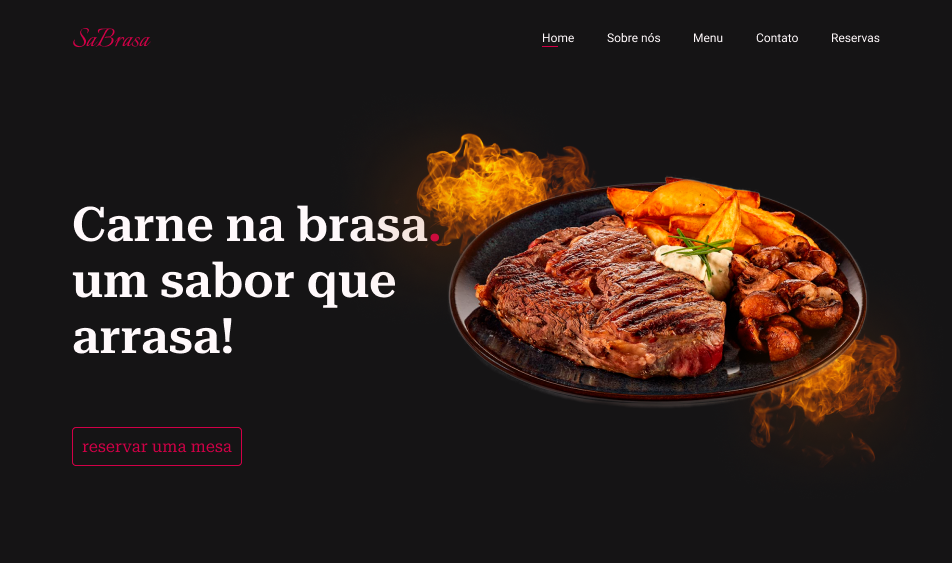 SaBrasa
Home Sobre nós Menu Contato Reservas
Carne na brasa.
um sabor que
arrasa!
reservar uma mesa